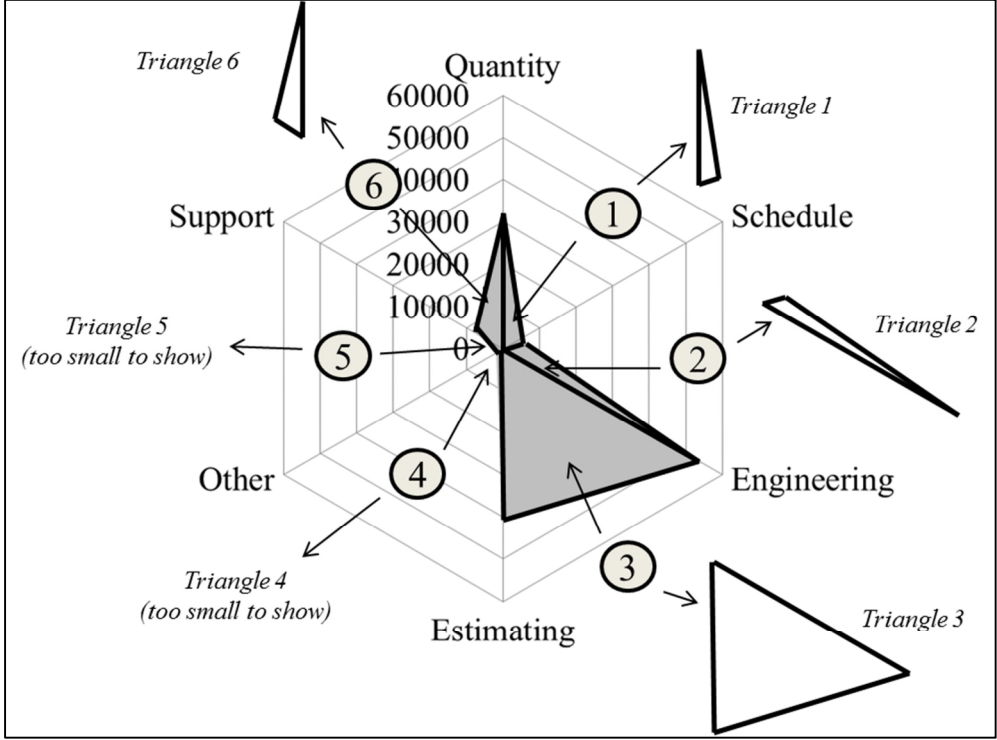 Triangle 6
Quantity
60000
Triangle 1
50000
6
40000
1
Support
30000
Schedule
20000
Triangle 5
(too small to show)
10000
Triangle 2
5
0
2
4
Other
Engineering
3
Triangle 4
(too small to show)
Triangle 3
Estimating